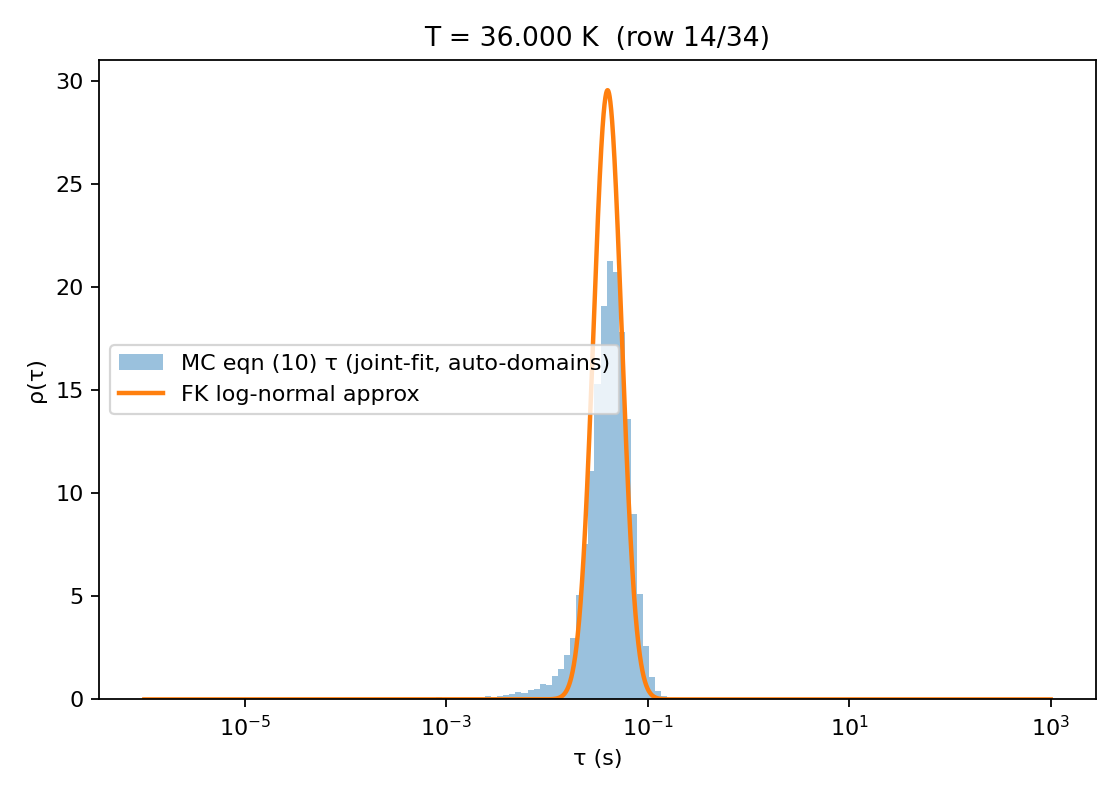 T = 36.000 K  (row 14/34)
30
25
20
15
10
5
0
ρ(τ)
MC eqn (10) τ (joint-fit, auto-domains)
FK log-normal approx
10⁻⁵ 10⁻³ 10⁻¹ 10¹ 10³
τ (s)